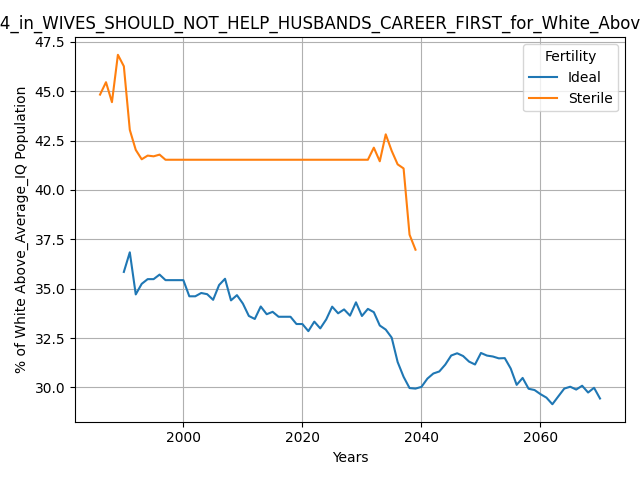 4_in_WIVES_SHOULD_NOT_HELP_HUSBANDS_CAREER_FIRST_for_White_Abov
47.5
45.0
42.5
40.0
37.5
35.0
32.5
30.0
% of White Above_Average_IQ Population
Fertility
Ideal
Sterile
2000
2020
2040
2060
Years